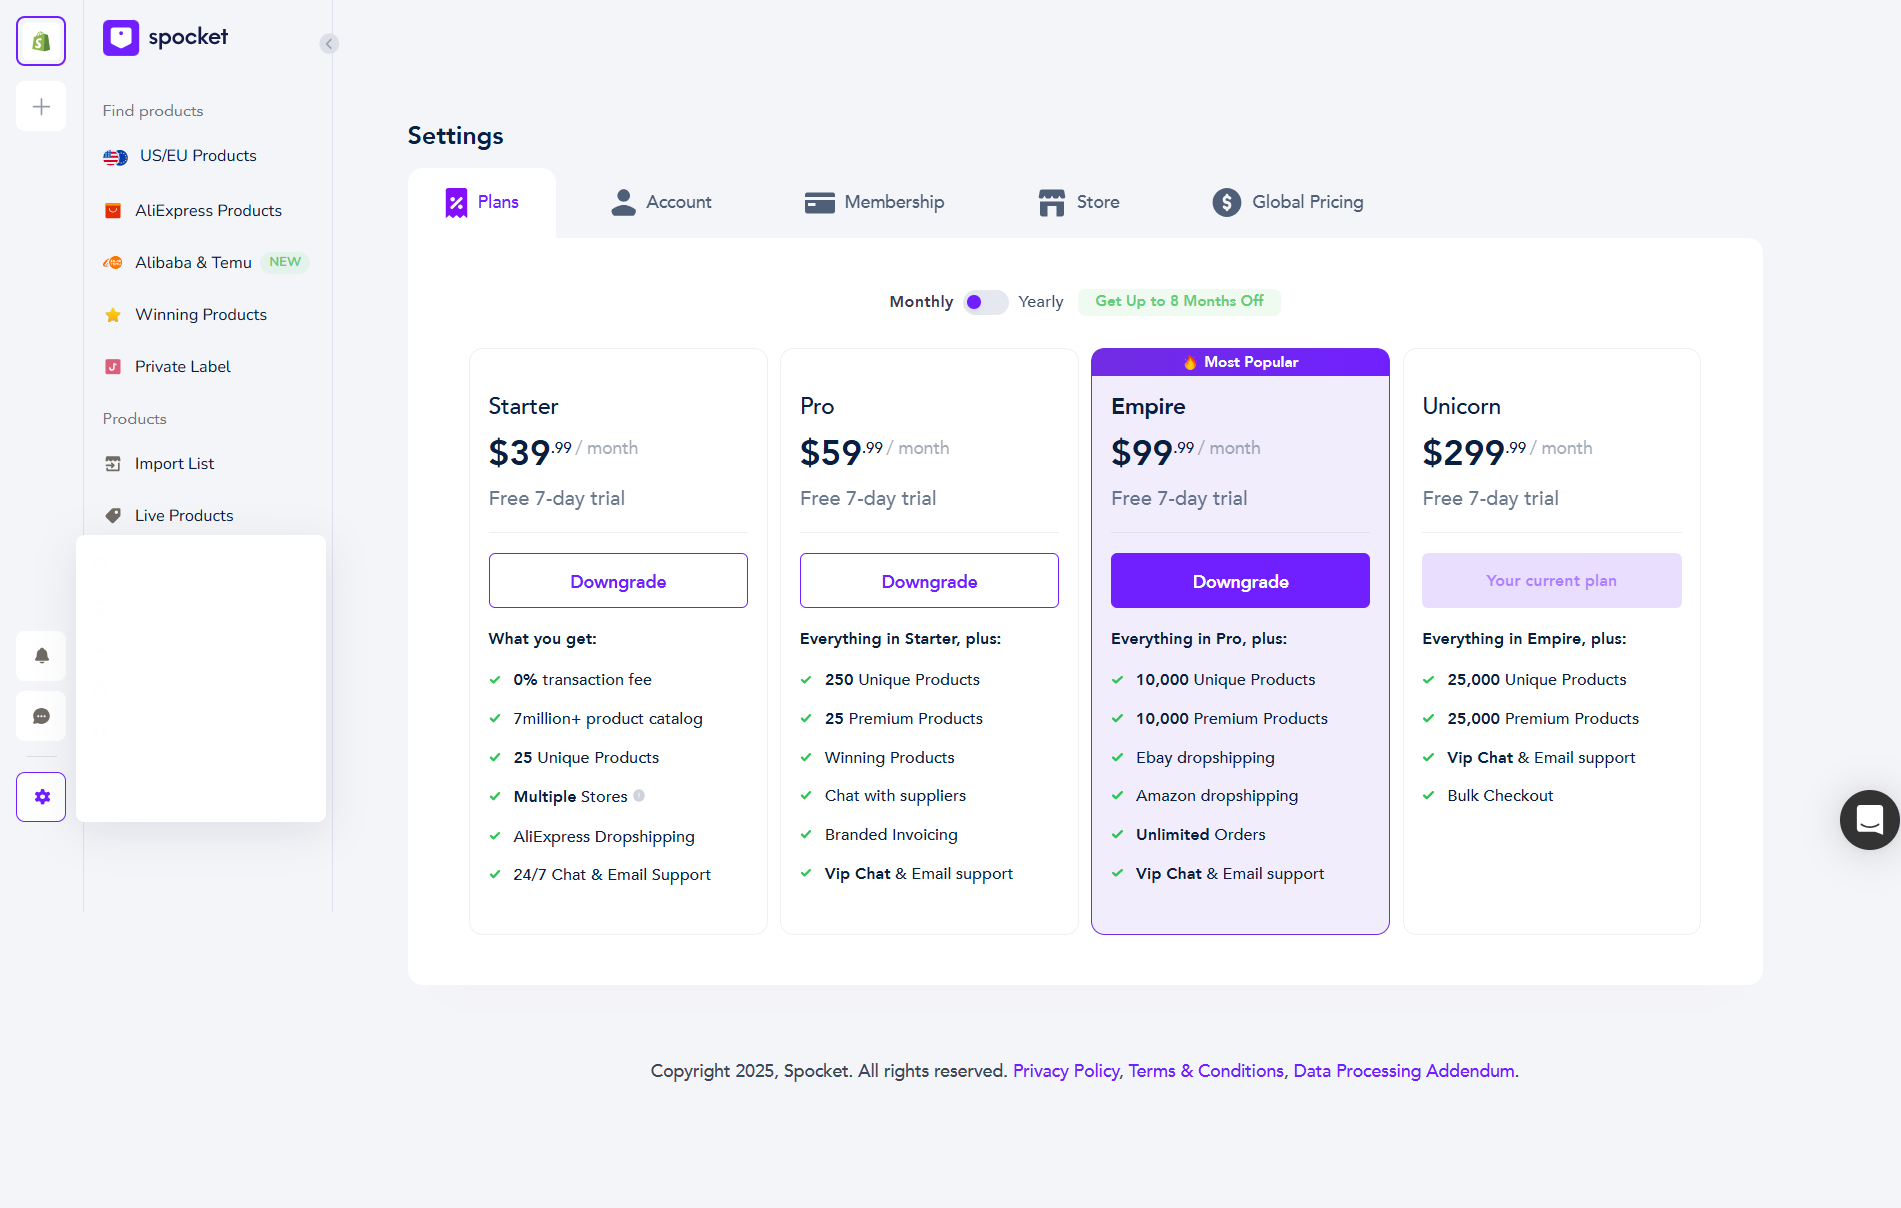 spocket
Find products
US/EU Products
AliExpress Products
Alibaba & Temu NEW
Winning Products
Private Label
Products
Import List
Live Products
Settings
Plans
Account
Membership
Store
Global Pricing
Monthly
Yearly
Get Up to 8 Months Off
Starter
$39.99 / month
Free 7-day trial
Downgrade
What you get:
0% transaction fee
7million+ product catalog
25 Unique Products
Multiple Stores
AliExpress Dropshipping
24/7 Chat & Email Support
Pro
$59.99 / month
Free 7-day trial
Downgrade
Everything in Starter, plus:
250 Unique Products
25 Premium Products
Winning Products
Chat with suppliers
Branded Invoicing
Vip Chat & Email support
Most Popular
Empire
$99.99 / month
Free 7-day trial
Downgrade
Everything in Pro, plus:
10,000 Unique Products
10,000 Premium Products
Ebay dropshipping
Amazon dropshipping
Unlimited Orders
Vip Chat & Email support
Unicorn
$299.99 / month
Free 7-day trial
Your current plan
Everything in Empire, plus:
25,000 Unique Products
25,000 Premium Products
Vip Chat & Email support
Bulk Checkout
Copyright 2025, Spocket. All rights reserved. Privacy Policy, Terms & Conditions, Data Processing Addendum.